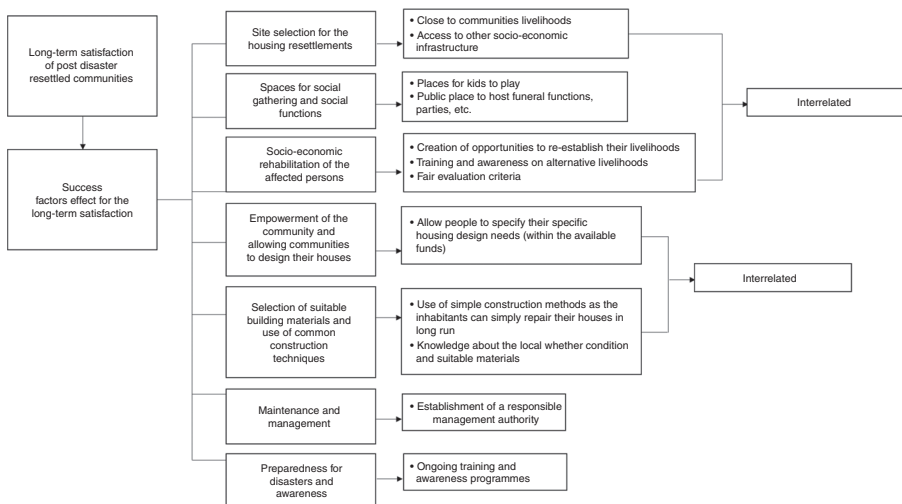 Long-term satisfaction
of post disaster
resettled communities
Success
factors effect for the
long-term satisfaction
Site selection for the
housing resettlements
• Close to communities livelihoods
• Access to other socio-economic
infrastructure
Spaces for social
gathering and social
functions
• Places for kids to play
• Public place to host funeral functions,
parties, etc.
Interrelated
Socio-economic
rehabilitation of the
affected persons
• Creation of opportunities to re-establish their livelihoods
• Training and awareness on alternative livelihoods
• Fair evaluation criteria
Empowerment of the
community and
allowing communities
to design their houses
• Allow people to specify their specific
housing design needs (within the available
funds)
Interrelated
Selection of suitable
building materials and
use of common
construction
techniques
• Use of simple construction methods as the
inhabitants can simply repair their houses in
long run
• Knowledge about the local whether condition
and suitable materials
Maintenance and
management
• Establishment of a responsible
management authority
Preparedness for
disasters and
awareness
• Ongoing training and
awareness programmes